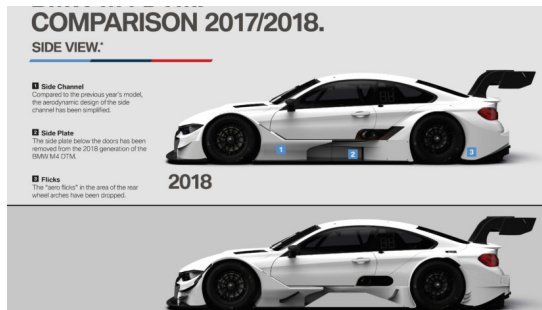 COMPARISON 2017/2018.
SIDE VIEW.*
1 Side Channel
Compared to the previous year's model,
the aerodynamic design of the side
channel has been simplified.
2 Side Plate
The side plate below the doors has been
removed from the 2018 generation of the
BMW M4 DTM.
3 Flicks
The "aero flicks" in the area of the rear
wheel arches have been dropped.
1
2
3
2018